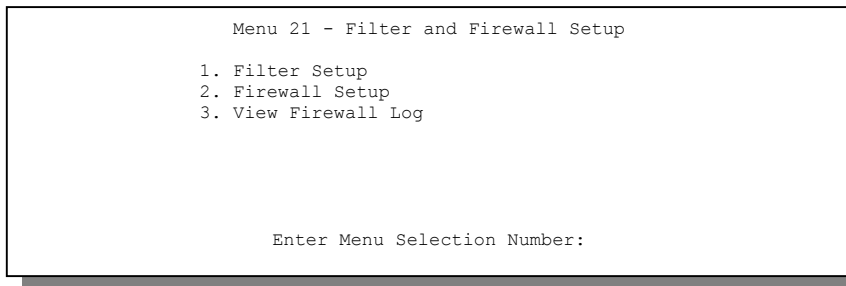 Menu 21 - Filter and Firewall Setup
1. Filter Setup
2. Firewall Setup
3. View Firewall Log
Enter Menu Selection Number: